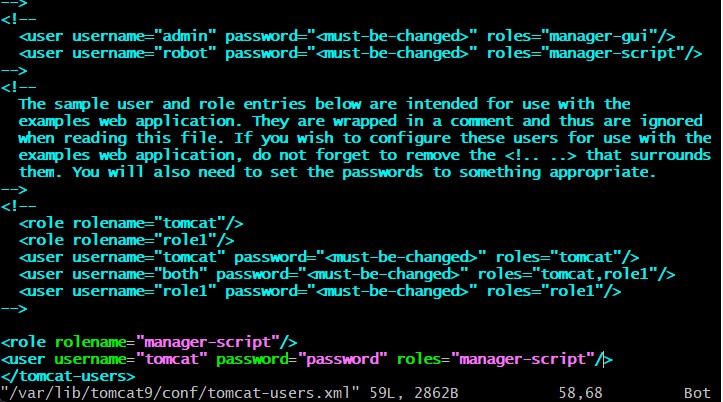 -->
<!--
  <user username="admin" password="<must-be-changed>" roles="manager-gui"/>
  <user username="robot" password="<must-be-changed>" roles="manager-script"/>
-->
<!--
  The sample user and role entries below are intended for use with the
  examples web application. They are wrapped in a comment and thus are ignored
  when reading this file. If you wish to configure these users for use with the
  examples web application, do not forget to remove the <!.. ..> that surrounds
  them. You will also need to set the passwords to something appropriate.
-->
<!--
  <role rolename="tomcat"/>
  <role rolename="role1"/>
  <user username="tomcat" password="<must-be-changed>" roles="tomcat"/>
  <user username="both" password="<must-be-changed>" roles="tomcat,role1"/>
  <user username="role1" password="<must-be-changed>" roles="role1"/>
-->
<role rolename="manager-script"/>
<user username="tomcat" password="password" roles="manager-script"/>
</tomcat-users>
"/var/lib/tomcat9/conf/tomcat-users.xml" 59L, 2862B 58,68 Bot